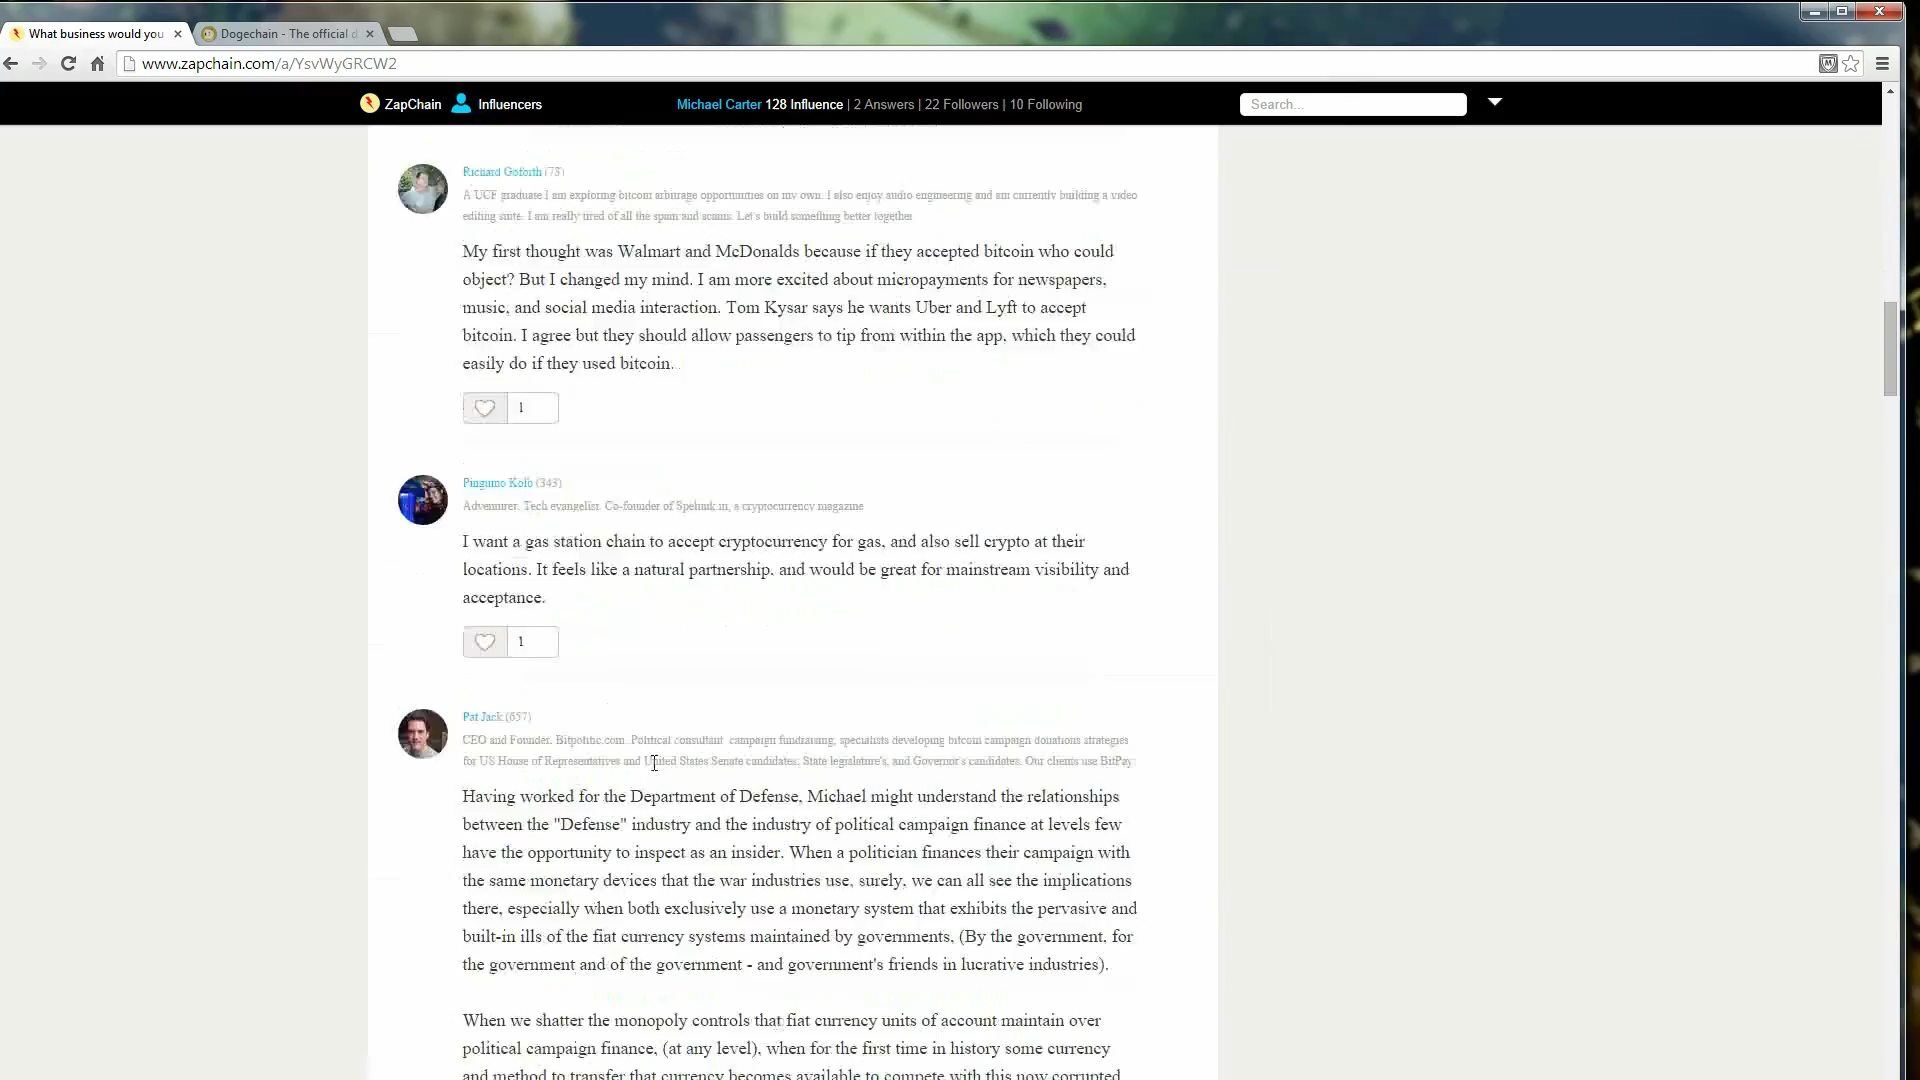 What business would you
Dogechain - The official d
www.zapchain.com/a/YsvWyGRCW2
ZapChain Influencers Michael Carter 128 Influence | 2 Answers | 22 Followers | 10 Following Search...
Richard Goforth (73)
A UCF graduate I am exploring bitcoin arbitrage opportunities on my own. I also enjoy audio engineering and am currently building a video
editing suite. I am really tired of all the spam and scams. Let's build something better together
My first thought was Walmart and McDonalds because if they accepted bitcoin who could
object? But I changed my mind. I am more excited about micropayments for newspapers,
music, and social media interaction. Tom Kysar says he wants Uber and Lyft to accept
bitcoin. I agree but they should allow passengers to tip from within the app, which they could
easily do if they used bitcoin.
1
Pinguino Kolb (343)
Adventurer. Tech evangelist. Co-founder of Spelunk.in, a cryptocurrency magazine
I want a gas station chain to accept cryptocurrency for gas, and also sell crypto at their
locations. It feels like a natural partnership, and would be great for mainstream visibility and
acceptance.
1
Pat Jack (657)
CEO and Founder, Bitpolitic.com. Political consultant campaign fundraising, specialists developing bitcoin campaign donations strategies
for US House of Representatives and United States Senate candidates, State legislature's, and Governor's candidates. Our clients use BitPay.
Having worked for the Department of Defense, Michael might understand the relationships
between the "Defense" industry and the industry of political campaign finance at levels few
have the opportunity to inspect as an insider. When a politician finances their campaign with
the same monetary devices that the war industries use, surely, we can all see the implications
there, especially when both exclusively use a monetary system that exhibits the pervasive and
built-in ills of the fiat currency systems maintained by governments, (By the government, for
the government and of the government - and government's friends in lucrative industries).
When we shatter the monopoly controls that fiat currency units of account maintain over
political campaign finance, (at any level), when for the first time in history some currency
and method to transfer that currency becomes available to compete with this now corrupted